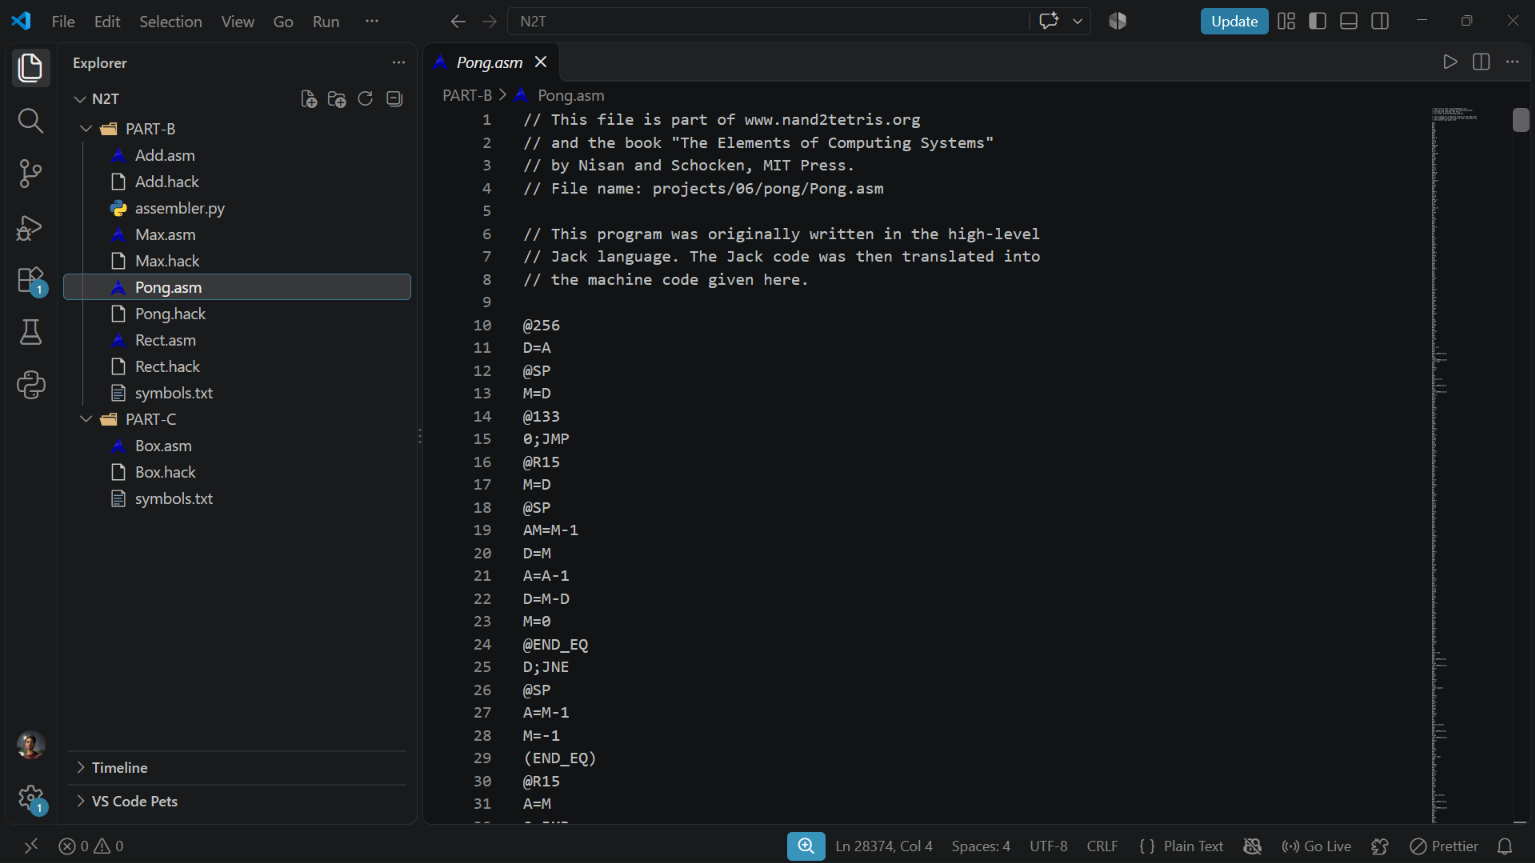 File Edit Selection View Go Run ···
N2T
Update
Explorer
N2T
PART-B
Add.asm
Add.hack
assembler.py
Max.asm
Max.hack
Pong.asm
Pong.hack
Rect.asm
Rect.hack
symbols.txt
PART-C
Box.asm
Box.hack
symbols.txt
Timeline
VS Code Pets
1
1
Pong.asm
PART-B > Pong.asm
1 // This file is part of www.nand2tetris.org
2 // and the book "The Elements of Computing Systems"
3 // by Nisan and Schocken, MIT Press.
4 // File name: projects/06/pong/Pong.asm
5
6 // This program was originally written in the high-level
7 // Jack language. The Jack code was then translated into
8 // the machine code given here.
9
10 @256
11 D=A
12 @SP
13 M=D
14 @133
15 0;JMP
16 @R15
17 M=D
18 @SP
19 AM=M-1
20 D=M
21 A=A-1
22 D=M-D
23 M=0
24 @END_EQ
25 D;JNE
26 @SP
27 A=M-1
28 M=-1
29 (END_EQ)
30 @R15
31 A=M
0 0
Ln 28374, Col 4 Spaces: 4 UTF-8 CRLF { } Plain Text Go Live Prettier